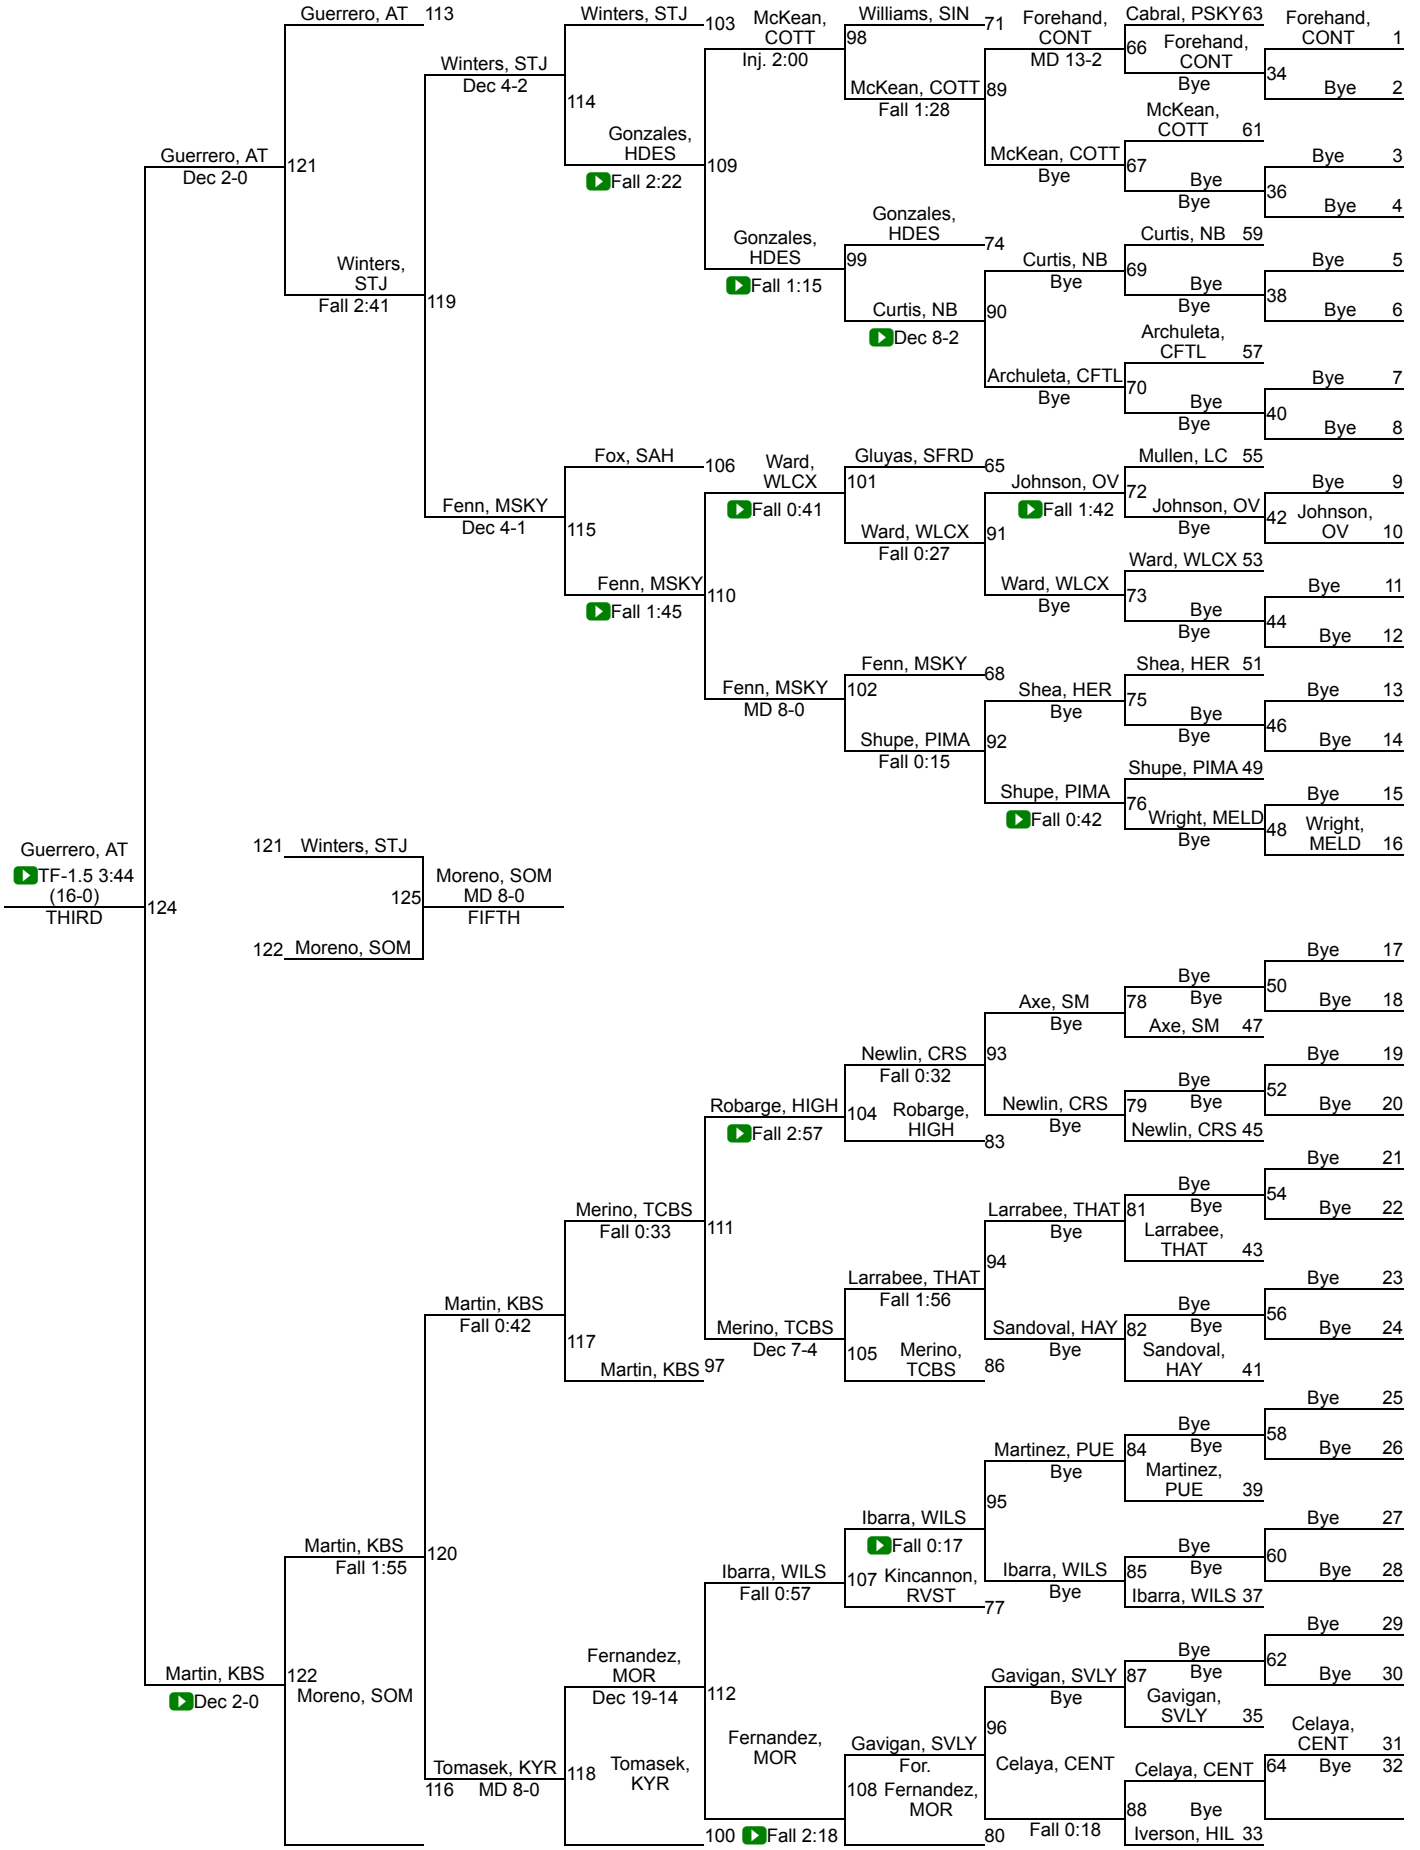 Guerrero, AT 113
Winters, STJ
103
McKean,
COTT
Inj. 2:00
Williams, SIN
71
Forehand,
CONT
MD 13-2
Cabral, PSKY 63
Forehand,
CONT 1
98
66
Forehand,
CONT
Bye
34
Bye 2
Winters, STJ
Dec 4-2
114
McKean, COTT
Fall 1:28
89
McKean,
COTT 61
Gonzales,
HDES
Fall 2:22
109
McKean, COTT
Bye
67
Bye
Bye
36
Bye 3
Bye 4
Guerrero, AT
Dec 2-0
121
Gonzales,
HDES
74
Gonzales,
HDES
Fall 1:15
99
Curtis, NB
Bye
Curtis, NB 59
69
Bye
Bye
38
Bye 5
Bye 6
Winters,
STJ
Fall 2:41
119
Curtis, NB
Dec 8-2
90
Archuleta,
CFTL 57
Archuleta, CFTL
Bye
70
Bye
Bye
40
Bye 7
Bye 8
Fox, SAH
106
Ward,
WLCX
Fall 0:41
Gluyas, SFRD
65
101
Johnson, OV
Fall 1:42
Mullen, LC 55
72
Johnson, OV
Bye
42
Bye 9
Johnson,
OV 10
Fenn, MSKY
Dec 4-1
115
Ward, WLCX
Fall 0:27
91
Fenn, MSKY
Fall 1:45
110
Ward, WLCX
Bye
Ward, WLCX 53
73
Bye
Bye
44
Bye 11
Bye 12
Fenn, MSKY
MD 8-0
Fenn, MSKY
68
102
Shea, HER
Bye
Shea, HER 51
75
Bye
Bye
46
Bye 13
Bye 14
Shupe, PIMA
Fall 0:15
92
Shupe, PIMA
Fall 0:42
Shupe, PIMA 49
76
Wright, MELD
Bye
48
Bye 15
Wright,
MELD 16
Guerrero, AT
TF-1.5 3:44
(16-0)
THIRD
124
121 Winters, STJ
125
Moreno, SOM
MD 8-0
FIFTH
122 Moreno, SOM
Axe, SM
Bye
78
Bye
Bye
50
Bye 17
Bye 18
Axe, SM 47
Newlin, CRS
Fall 0:32
93
Robarge, HIGH
Fall 2:57
104
Robarge,
HIGH
83
Newlin, CRS
Bye
79
Bye
Bye
52
Bye 19
Bye 20
Newlin, CRS 45
Merino, TCBS
Fall 0:33
111
Larrabee, THAT
Bye
81
Bye
Bye
54
Bye 21
Bye 22
Larrabee,
THAT 43
94
Larrabee, THAT
Fall 1:56
Martin, KBS
Fall 0:42
117
Merino, TCBS
Dec 7-4
105
Merino,
TCBS
86
Sandoval, HAY
Bye
82
Bye
Bye
56
Bye 23
Bye 24
Sandoval,
HAY 41
Martin, KBS 97
Martinez, PUE
Bye
84
Bye
Bye
58
Bye 25
Bye 26
Martinez,
PUE 39
95
Ibarra, WILS
Fall 0:17
Martin, KBS
Fall 1:55
120
Ibarra, WILS
Fall 0:57
107
Kincannon,
RVST
77
Ibarra, WILS
Bye
85
Bye
Bye
60
Bye 27
Bye 28
Ibarra, WILS 37
Martin, KBS
Dec 2-0
122
Moreno, SOM
Fernandez,
MOR
Dec 19-14
112
Gavigan, SVLY
Bye
87
Bye
Bye
62
Bye 29
Bye 30
Gavigan,
SVLY 35
96
Tomasek, KYR
116 MD 8-0
118
Tomasek,
KYR
Fernandez,
MOR
Gavigan, SVLY
For.
108
Fernandez,
MOR
Celaya, CENT
Fall 0:18
Celaya, CENT
88
Bye
64
Celaya,
CENT 31
Bye 32
100
Fall 2:18
80
Iverson, HIL 33